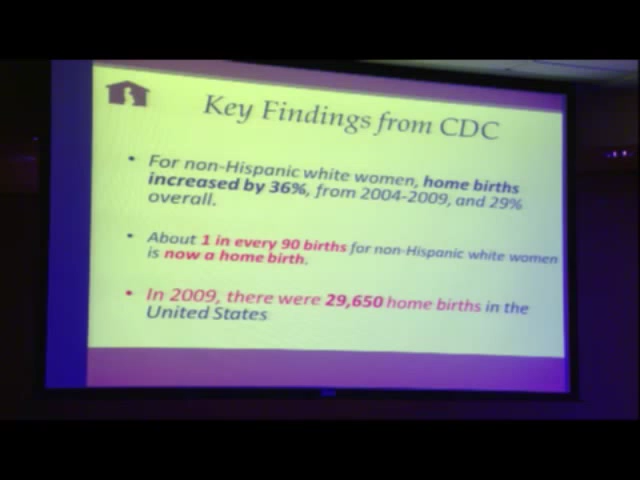 Key Findings from CDC
• For non-Hispanic white women, home births
increased by 36%, from 2004-2009, and 29%
overall.
• About 1 in every 90 births for non-Hispanic white women
is now a home birth.
• In 2009, there were 29,650 home births in the
United States